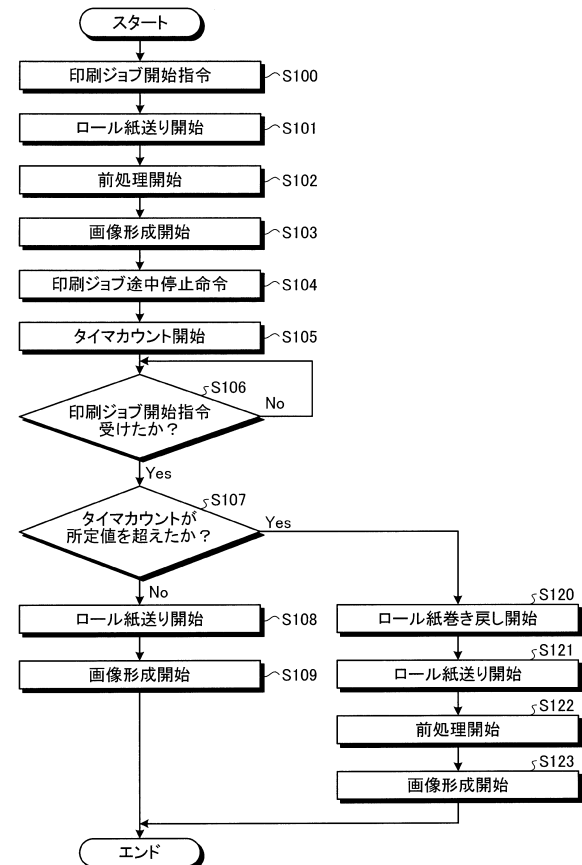 スタート
印刷ジョブ開始指令 S100
ロール紙送り開始 S101
前処理開始 S102
画像形成開始 S103
印刷ジョブ途中停止命令 S104
タイマカウント開始 S105
S106
印刷ジョブ開始指令
受けたか？
No
Yes
S107
タイマカウントが
所定値を超えたか？
Yes
No
ロール紙送り開始 S108
画像形成開始 S109
S120
ロール紙巻き戻し開始
S121
ロール紙送り開始
S122
前処理開始
S123
画像形成開始
エンド